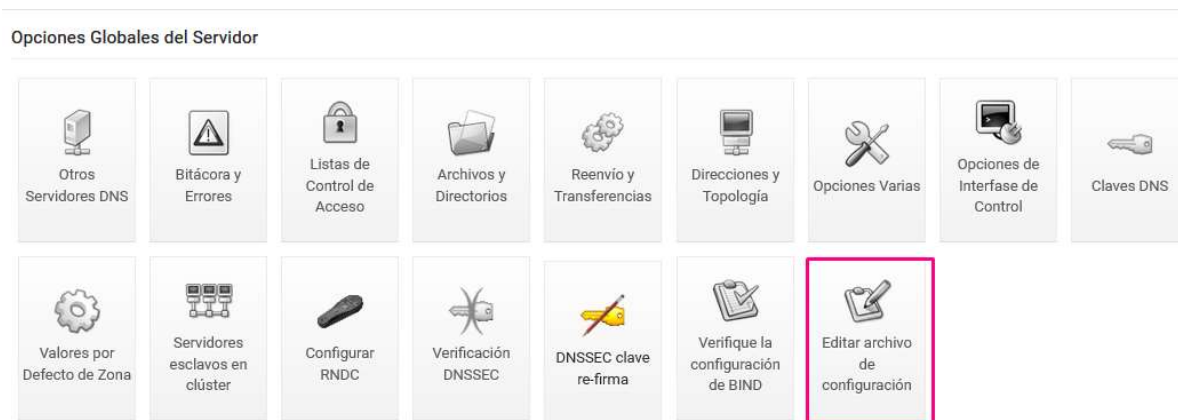 Opciones Globales del Servidor
Otros
Servidores DNS
Bitácora y
Errores
Listas de
Control de
Acceso
Archivos y
Directorios
Reenvío y
Transferencias
Direcciones y
Topología
Opciones Varias
Opciones de
Interfase de
Control
Claves DNS
Valores por
Defecto de Zona
Servidores
esclavos en
clúster
Configurar
RNDC
Verificación
DNSSEC
DNSSEC clave
re-firma
Verifique la
configuración
de BIND
Editar archivo
de
configuración